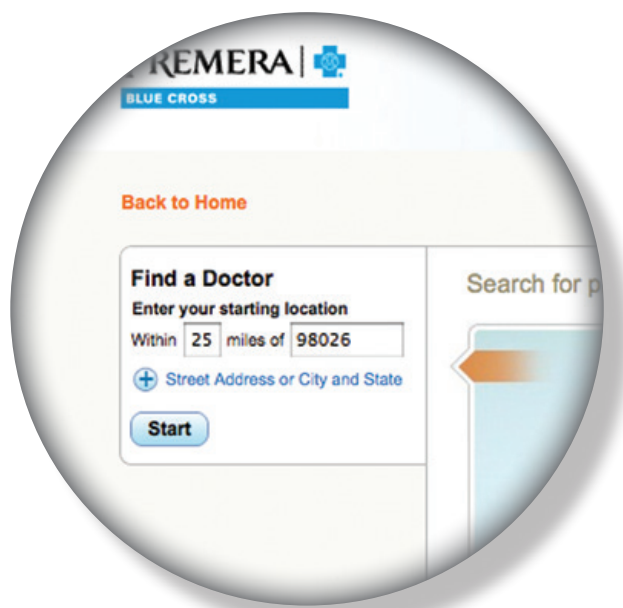 PREMERA
BLUE CROSS
Back to Home
Find a Doctor
Enter your starting location
Within 25 miles of 98026
Street Address or City and State
Start
Search for